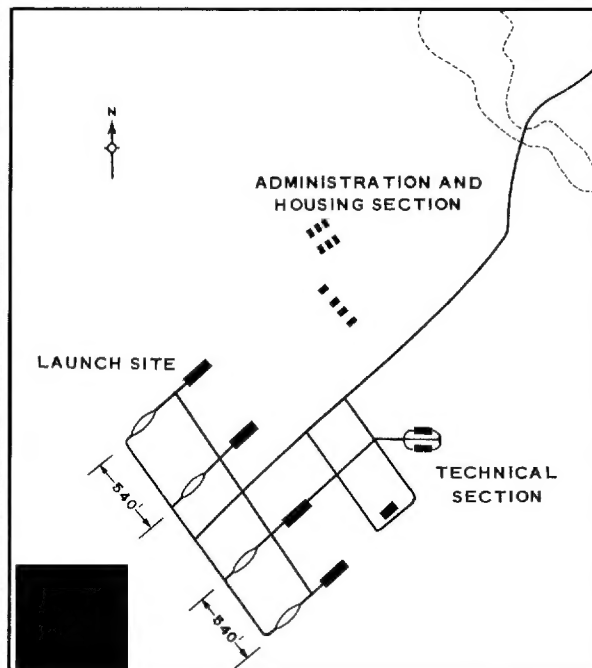 N
ADMINISTRATION AND
HOUSING SECTION
LAUNCH SITE
540'
TECHNICAL
SECTION
540'